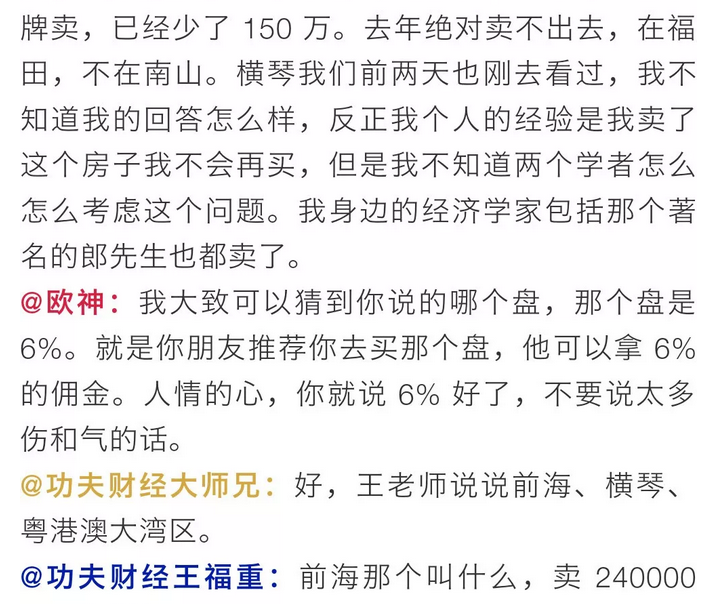 牌卖，已经少了 150 万。去年绝对卖不出去，在福
田，不在南山。横琴我们前两天也刚去看过，我不
知道我的回答怎么样，反正我个人的经验是我卖了
这个房子我不会再买，但是我不知道两个学者怎么
怎么考虑这个问题。我身边的经济学家包括那个著
名的郎先生也都卖了。
@欧神：我大致可以猜到你说的哪个盘，那个盘是
6%。就是你朋友推荐你去买那个盘，他可以拿 6%
的佣金。人情的心，你就说 6% 好了，不要说太多
伤和气的话。
@功夫财经大师兄：好，王老师说说前海、横琴、
粤港澳大湾区。
@功夫财经王福重：前海那个叫什么，卖 240000